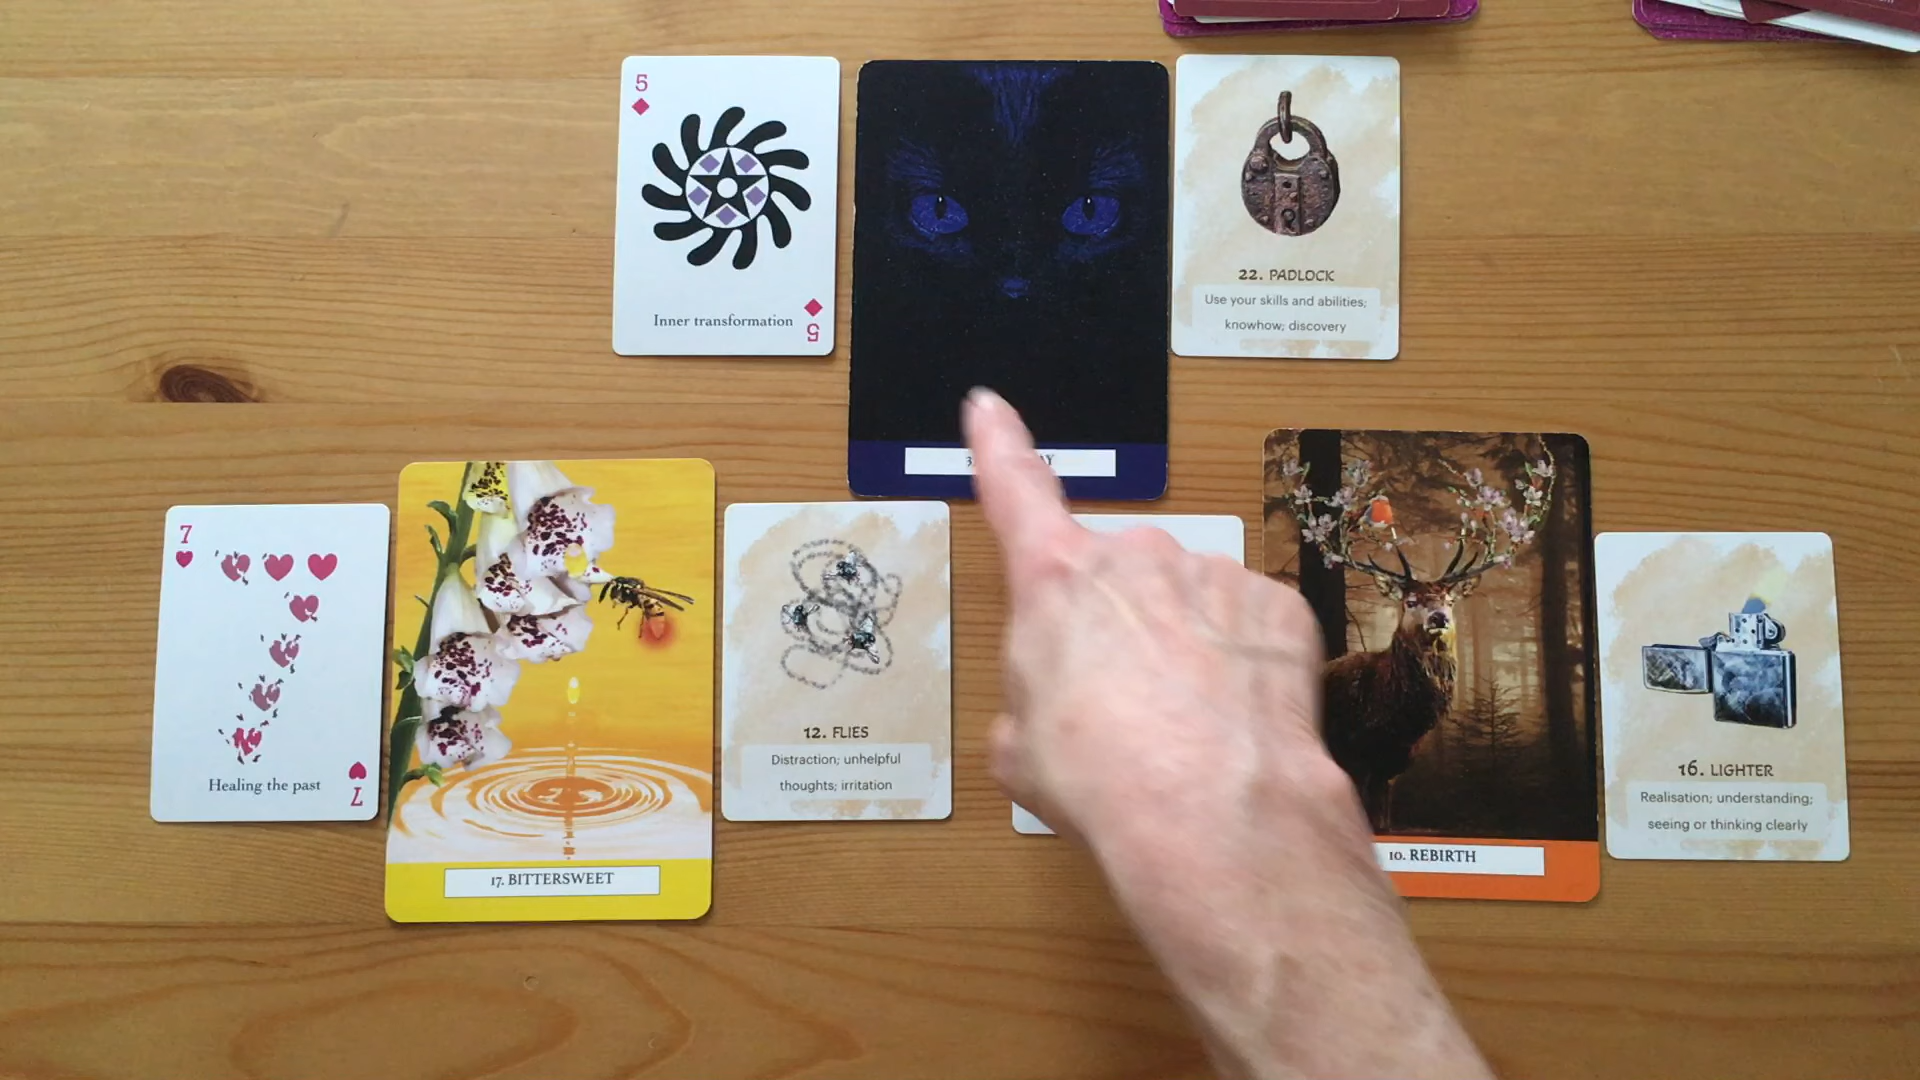 5
Inner transformation
5
22. PADLOCK
Use your skills and abilities;
knowhow; discovery
7
Healing the past
7
17. BITTERSWEET
12. FLIES
Distraction; unhelpful
thoughts; irritation
10. REBIRTH
16. LIGHTER
Realisation; understanding;
seeing or thinking clearly